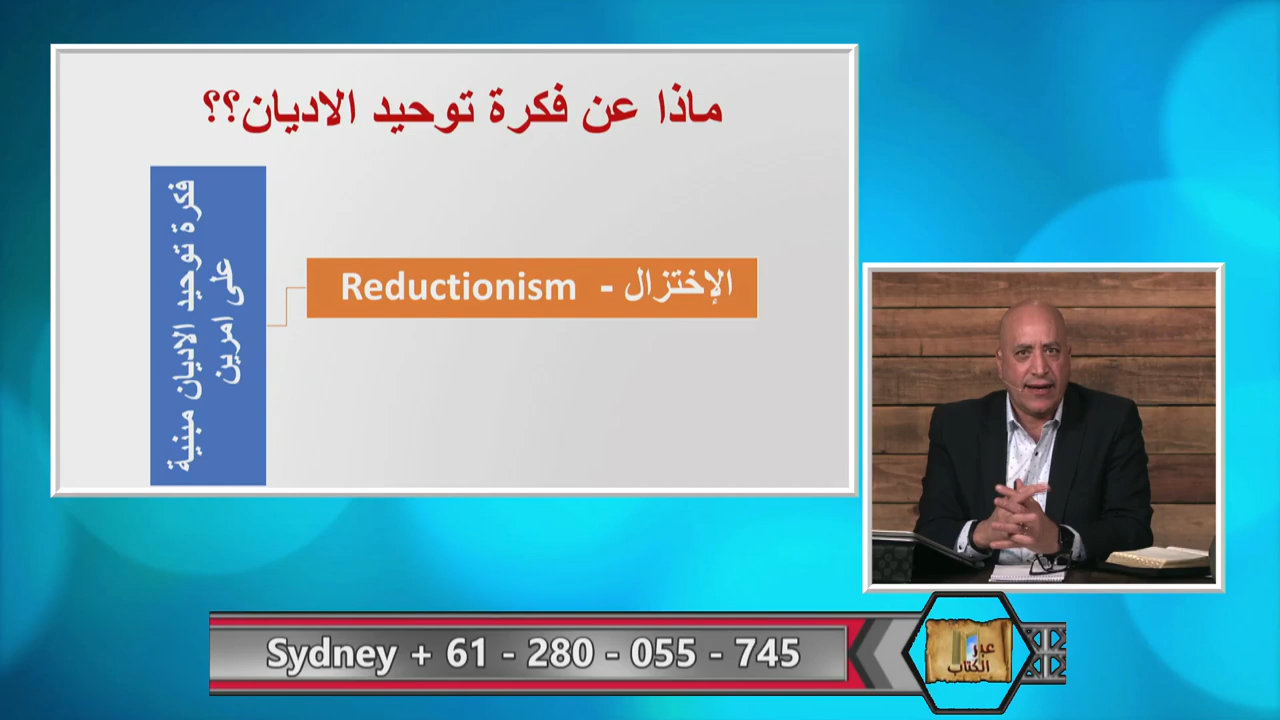 ماذا عن فكرة توحيد الاديان؟؟
فكرة توحيد الاديان مبنية
على امرين
الإختزال - Reductionism
Sydney + 61 - 280 - 055 - 745
عبر
الكتاب